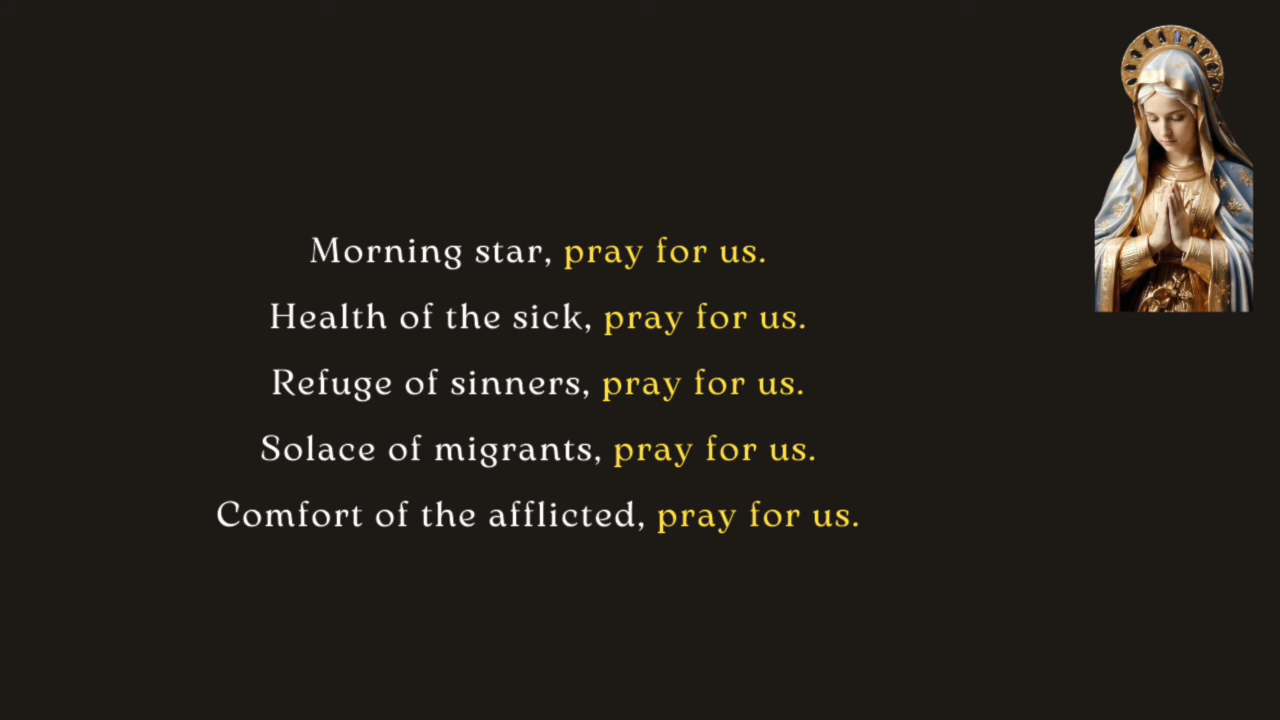 Morning star, pray for us.
Health of the sick, pray for us.
Refuge of sinners, pray for us.
Solace of migrants, pray for us.
Comfort of the afflicted, pray for us.